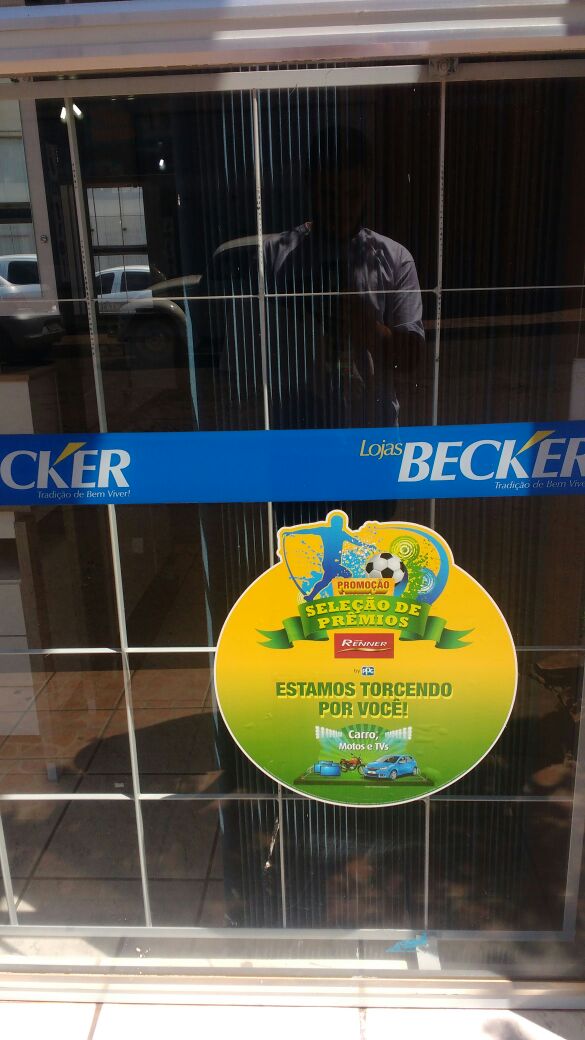 CKER
Tradição de Bem Viver!
Lojas BECKER
Tradição de Bem Vive
PROMOÇÃO
SELEÇÃO DE
PRÊMIOS
RENNER
by PPG
ESTAMOS TORCENDO
POR VOCÊ!
Carro,
Motos e TVs